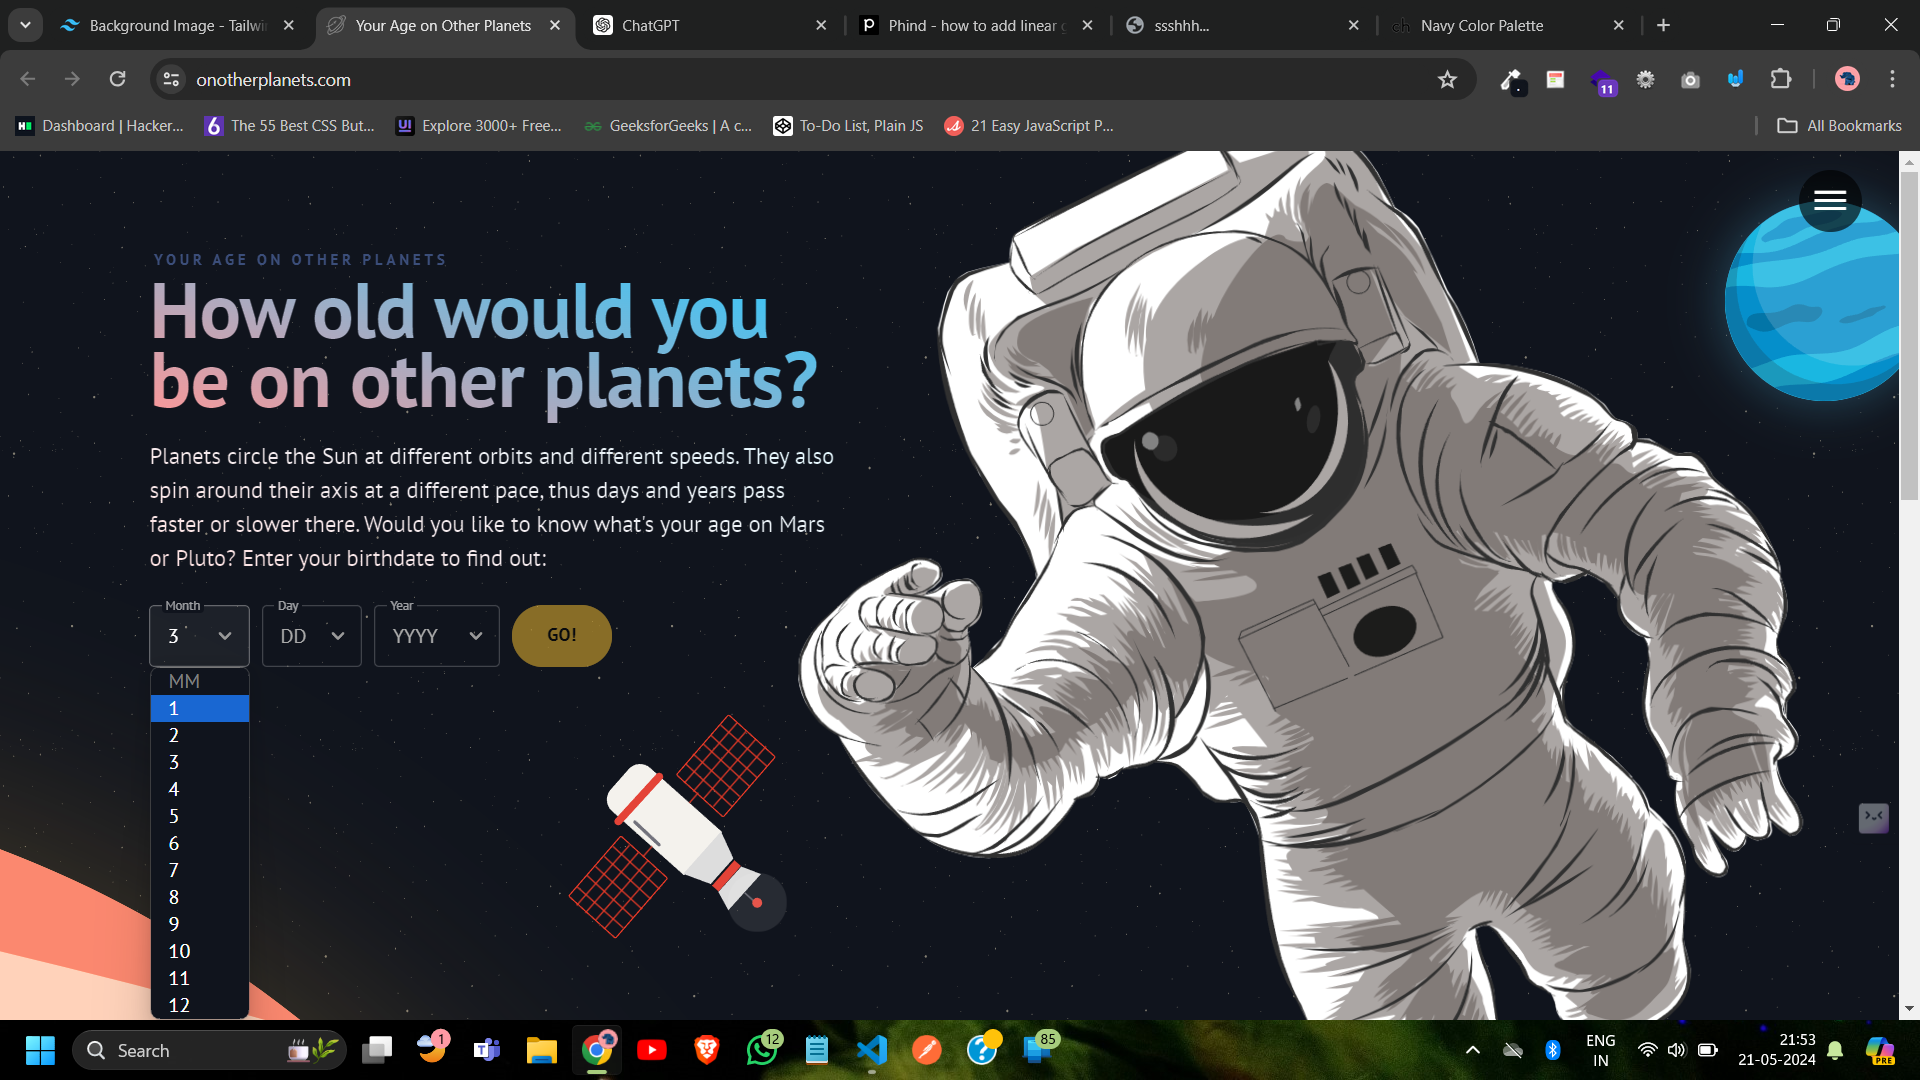 Background Image - Tailwi
Your Age on Other Planets
ChatGPT
Phind - how to add linear g
ssshhh...
ch
Navy Color Palette
onotherplanets.com
11
Dashboard | Hacker...
The 55 Best CSS But...
UI
Explore 3000+ Free...
GeeksforGeeks | A c...
To-Do List, Plain JS
21 Easy JavaScript P...
All Bookmarks
YOUR AGE ON OTHER PLANETS
How old would you
be on other planets?
Planets circle the Sun at different orbits and different speeds. They also
spin around their axis at a different pace, thus days and years pass
faster or slower there. Would you like to know what's your age on Mars
or Pluto? Enter your birthdate to find out:
Month
Day
Year
3
DD
YYYY
GO!
MM
1
2
3
4
5
6
7
8
9
10
11
12
Search
1
12
85
ENG
IN
21:53
21-05-2024
PRE